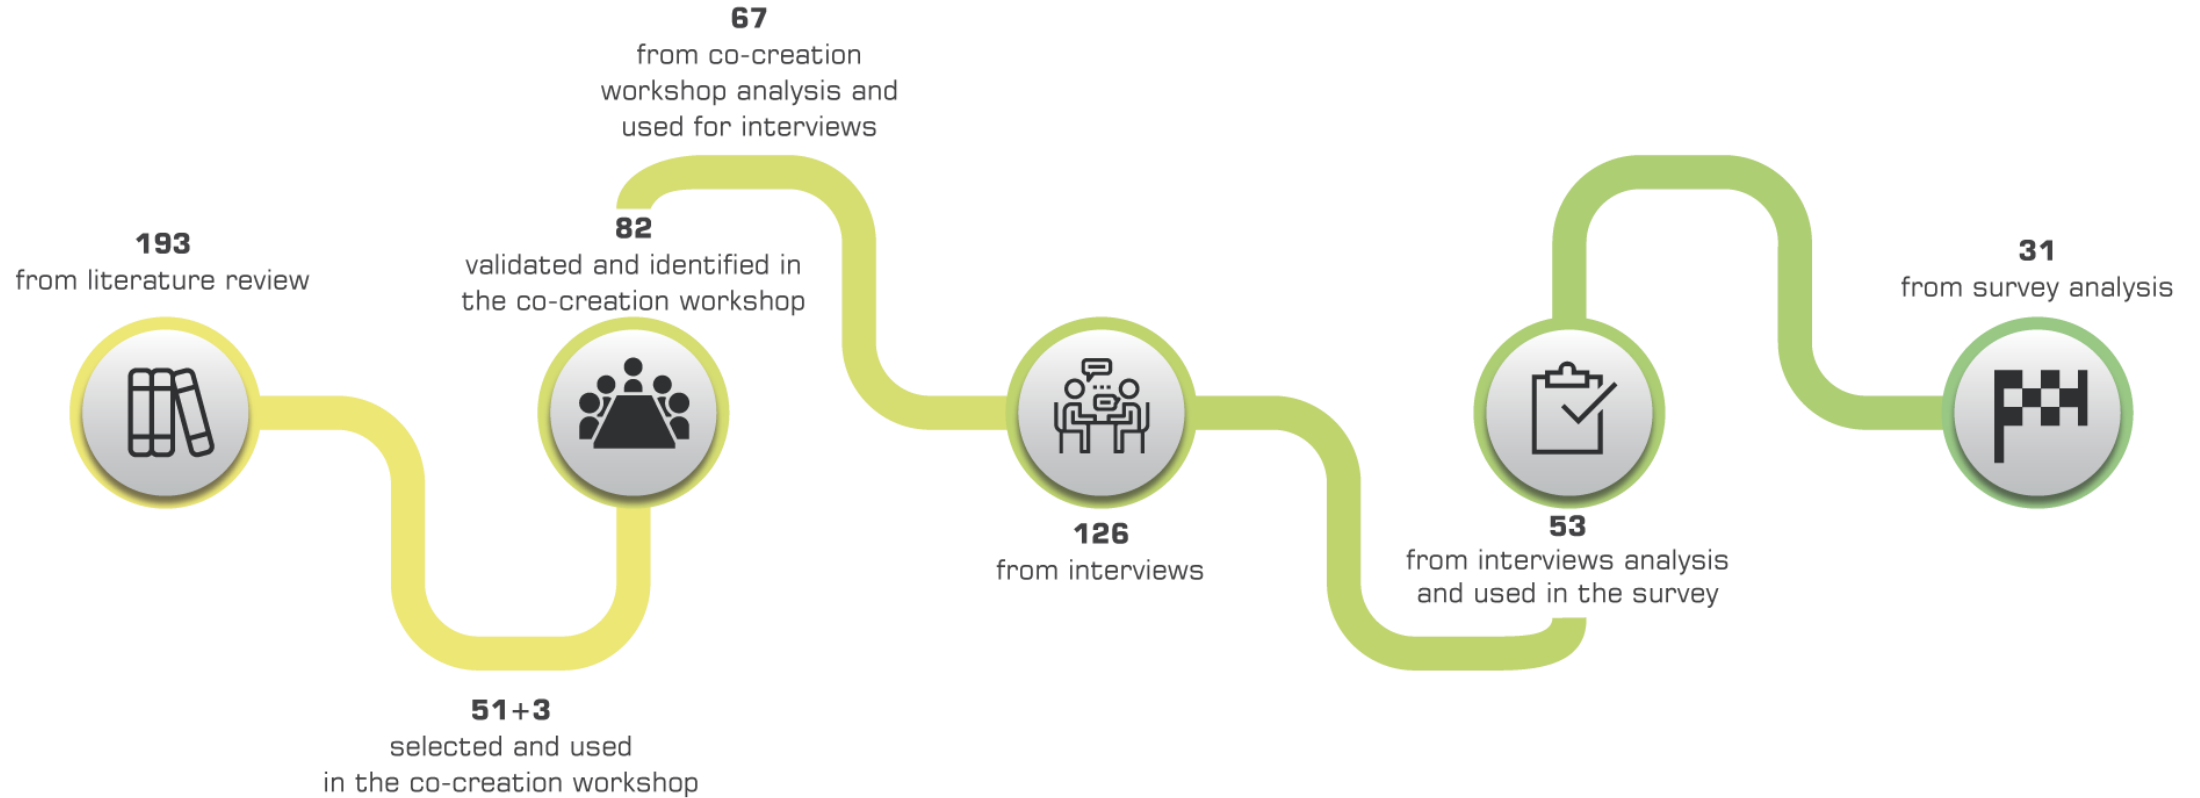 193
from literature review
51+3
selected and used
in the co-creation workshop
82
validated and identified in
the co-creation workshop
67
from co-creation
workshop analysis and
used for interviews
126
from interviews
53
from interviews analysis
and used in the survey
31
from survey analysis